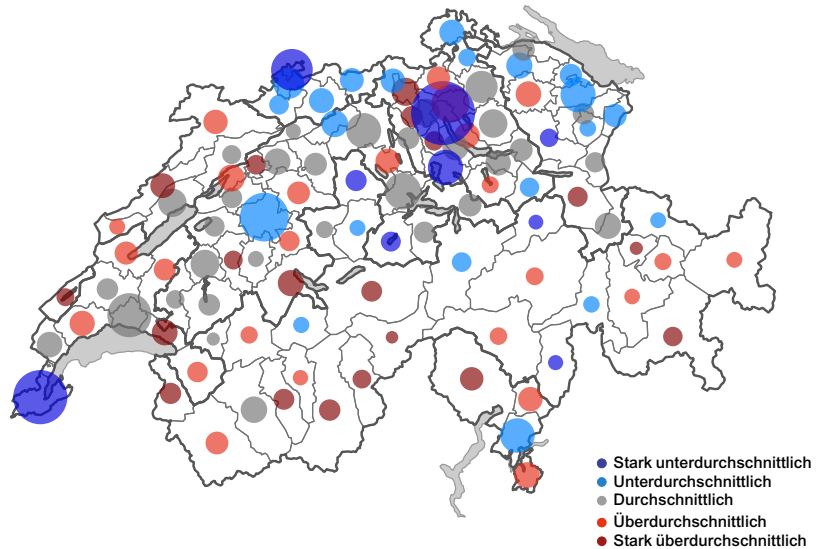 Stark unterdurchschnittlich
Unterdurchschnittlich
Durchschnittlich
Überdurchschnittlich
Stark überdurchschnittlich